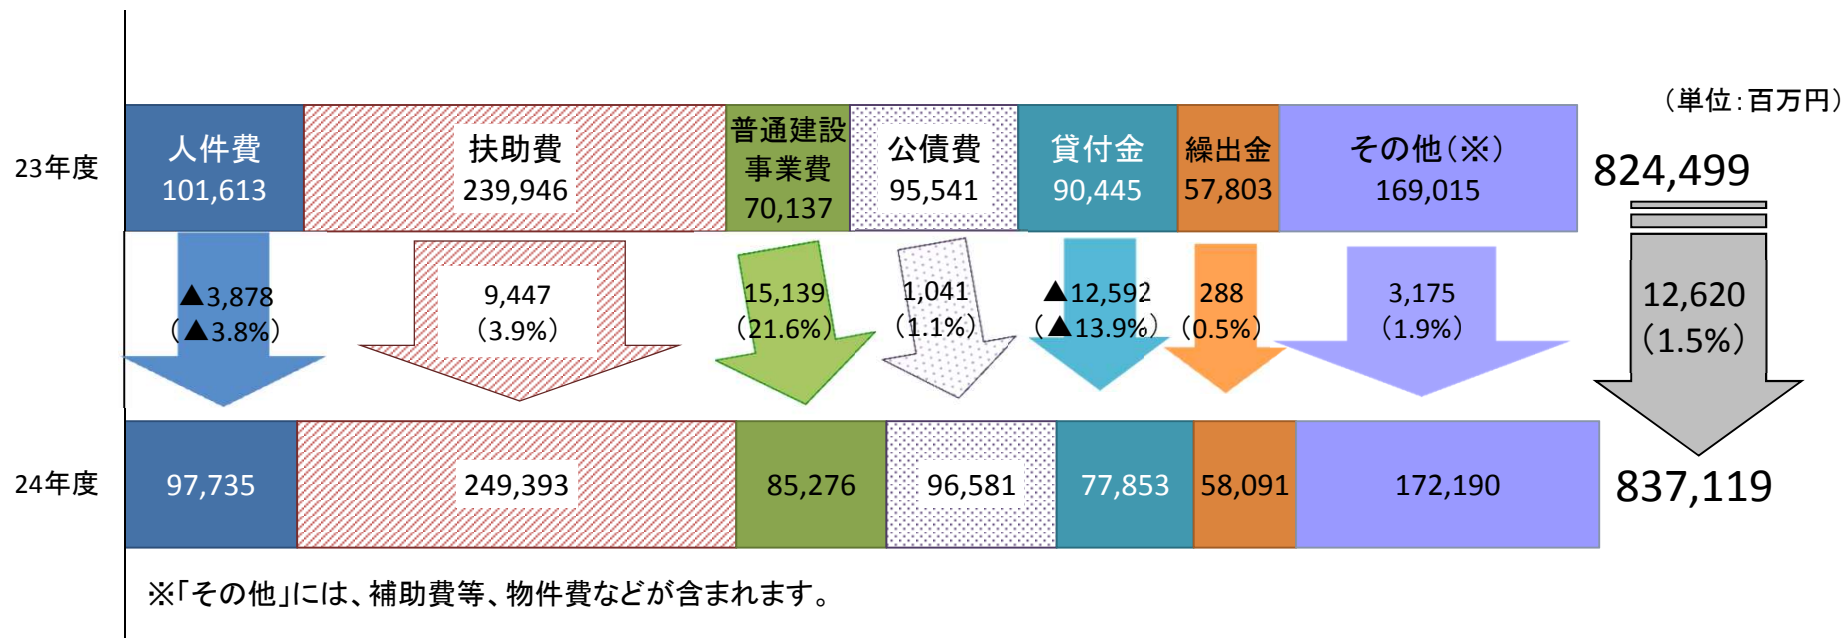 (単位:百万円)
23年度
人件費
101,613
扶助費
239,946
普通建設
事業費
70,137
公債費
95,541
貸付金
90,445
繰出金
57,803
その他(※)
169,015
824,499
▲3,878
(▲3.8%)
9,447
(3.9%)
15,139
(21.6%)
1,041
(1.1%)
▲12,592
(▲13.9%)
288
(0.5%)
3,175
(1.9%)
12,620
(1.5%)
24年度
97,735
249,393
85,276
96,581
77,853
58,091
172,190
837,119
※「その他」には、補助費等、物件費などが含まれます。